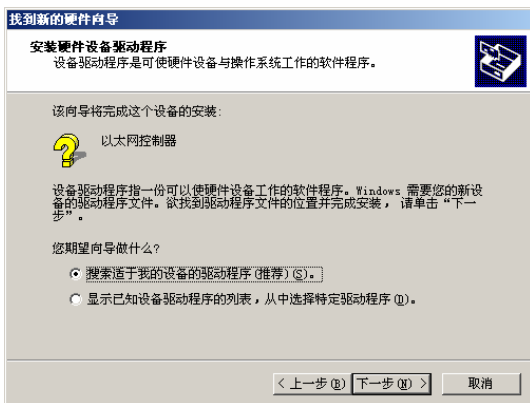 找到新的硬件向导
安装硬件设备驱动程序
设备驱动程序是可使硬件设备与操作系统工作的软件程序。
该向导将完成这个设备的安装:
以太网控制器
设备驱动程序指一份可以使硬件设备工作的软件程序。Windows 需要您的新设
备的驱动程序文件。欲找到驱动程序文件的位置并完成安装，请单击“下一
步”。
您期望向导做什么?
搜索适于我的设备的驱动程序(推荐)(S)。
显示已知设备驱动程序的列表，从中选择特定驱动程序(D)。
< 上一步(B) 下一步(N) > 取消